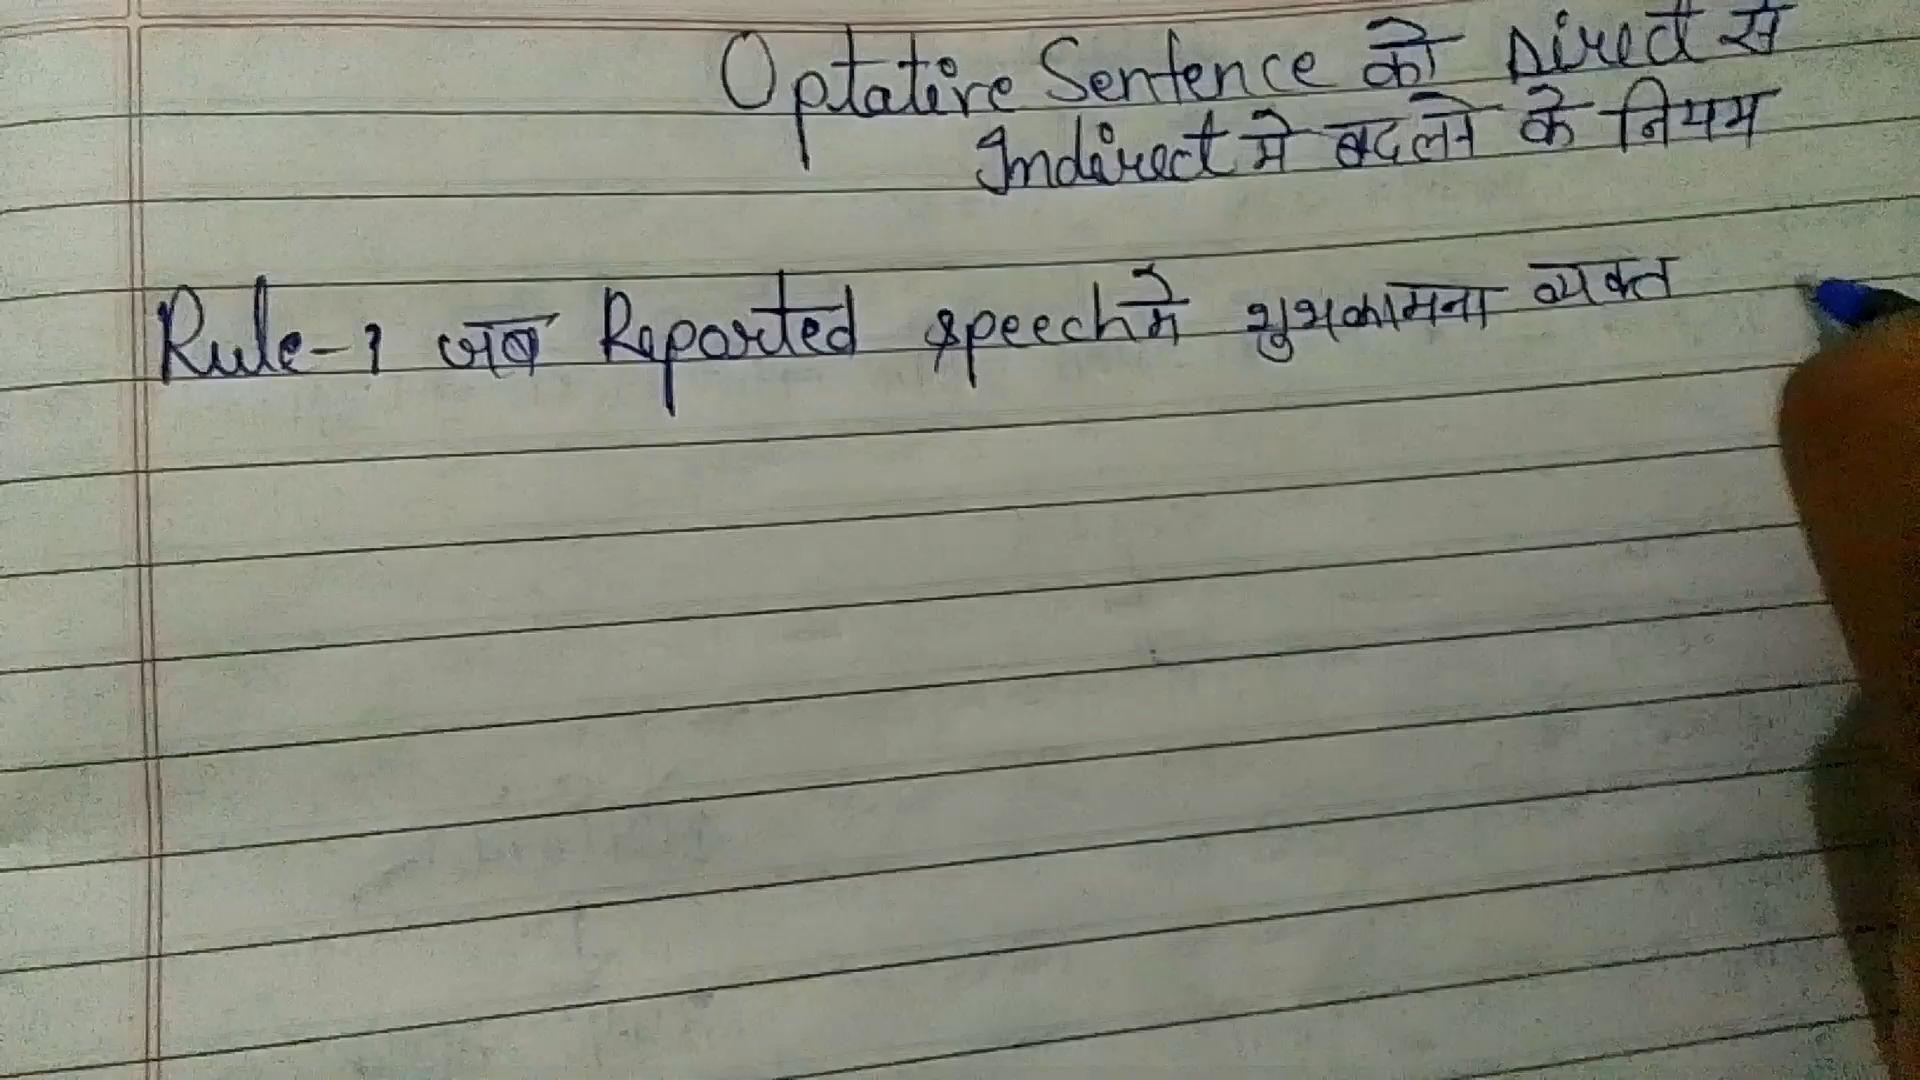 Optative Sentence को Direct से
Indirect मे बदलने के नियम
Rule-1 जब Reported speech मे शुभकामना व्यक्त